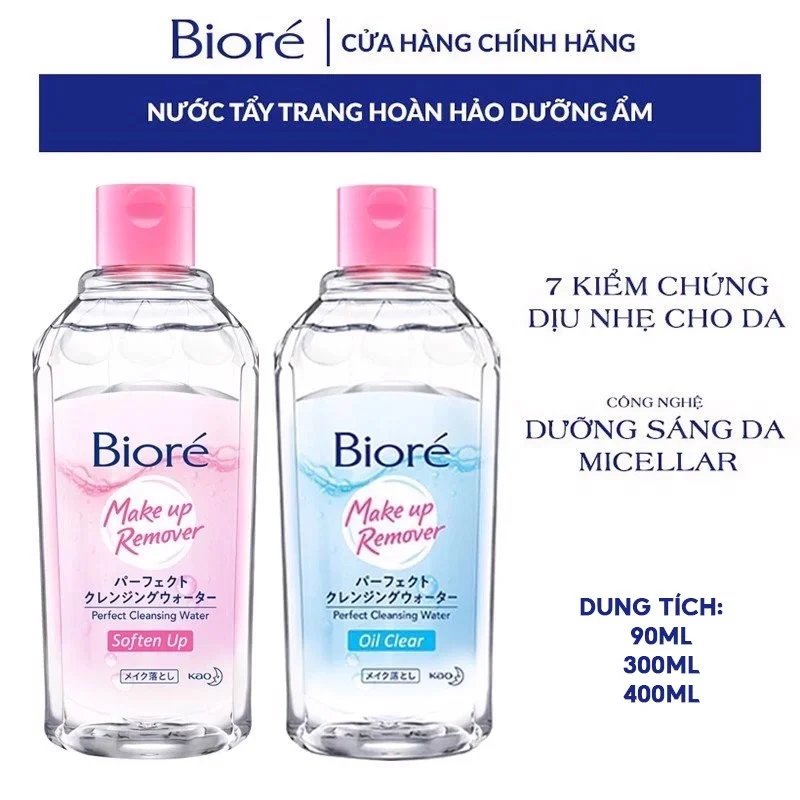 Bioré | CỬA HÀNG CHÍNH HÃNG
NƯỚC TẨY TRANG HOÀN HẢO DƯỠNG ẨM
7 KIỂM CHỨNG
DỊU NHẸ CHO DA
CÔNG NGHỆ
DƯỠNG SÁNG DA
MICELLAR
DUNG TÍCH:
90ML
300ML
400ML
Bioré
Make up
Remover
パーフェクト
クレンジングウォーター
Perfect Cleansing Water
Soften Up
メイク落とし
Kao
Bioré
Make up
Remover
パーフェクト
クレンジングウォーター
Perfect Cleansing Water
Oil Clear
メイク落とし
Kao